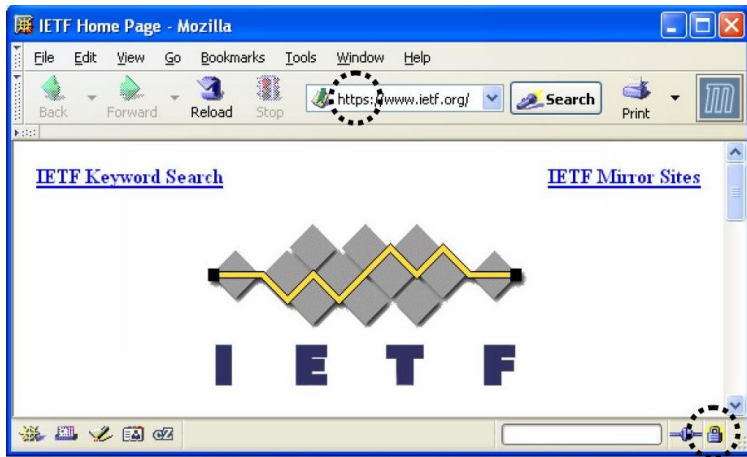 IETF Home Page - Mozilla
File Edit View Go Bookmarks Tools Window Help
Back Forward Reload Stop https://www.ietf.org/ Search Print
IETF Keyword Search IETF Mirror Sites
I E T F